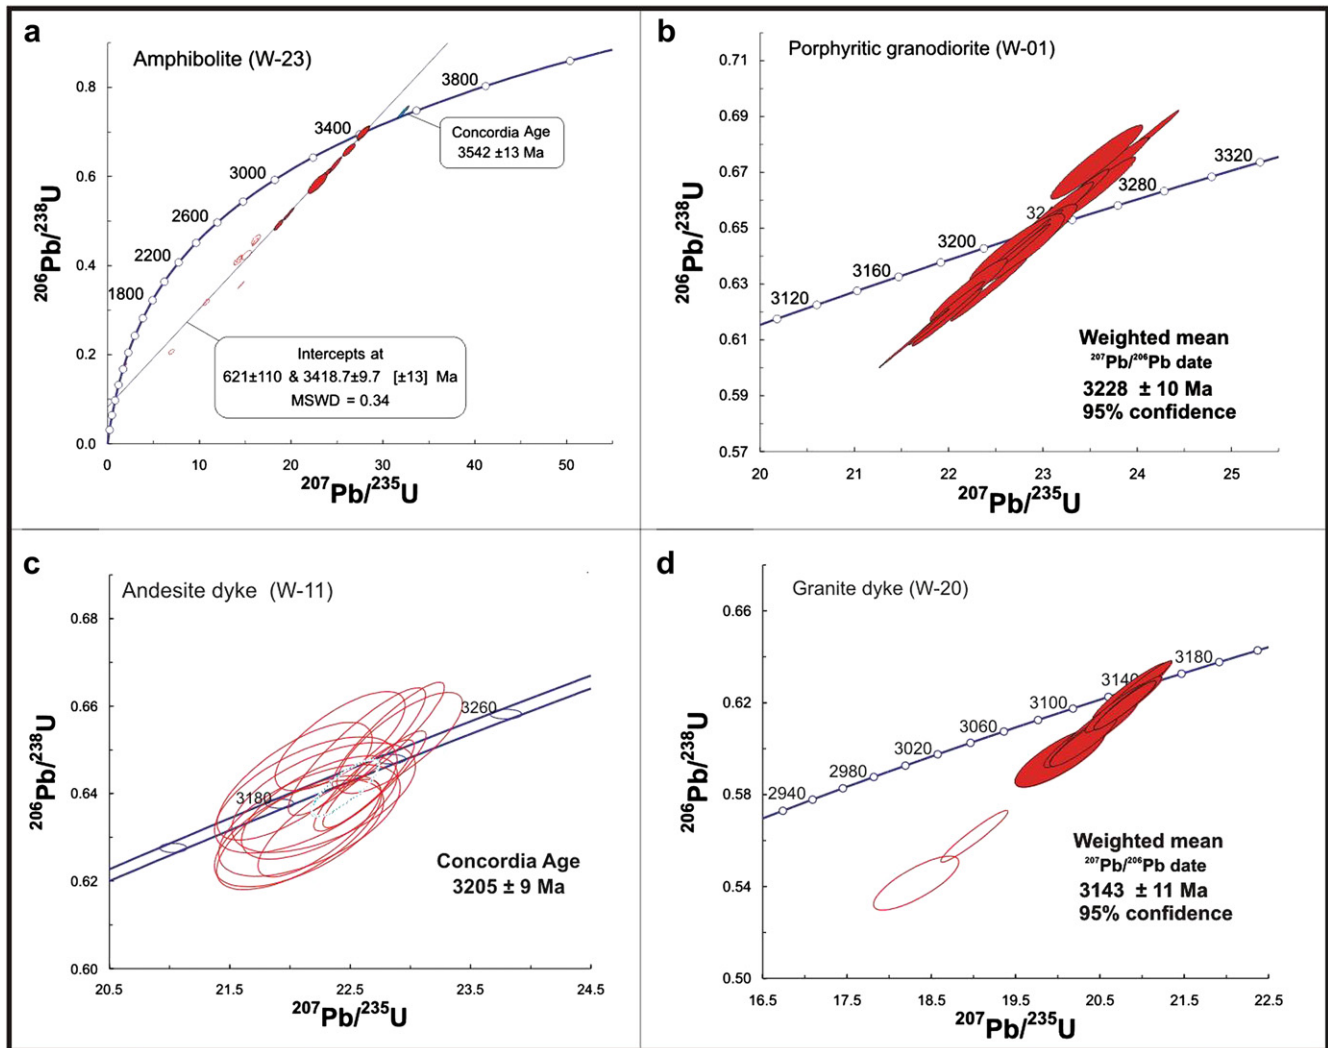 a
Amphibolite (W-23)
0.8
0.6
0.4
0.2
0.0
0
10
20
30
40
50
1800
2200
2600
3000
3400
3800
Concordia Age
3542 ±13 Ma
Intercepts at
621±110 & 3418.7±9.7 [±13] Ma
MSWD = 0.34
206Pb/238U
207Pb/235U
b
Porphyritic granodiorite (W-01)
0.71
0.69
0.67
0.65
0.63
0.61
0.59
0.57
20
21
22
23
24
25
3120
3160
3200
3280
3320
Weighted mean
207Pb/206Pb date
3228 ± 10 Ma
95% confidence
206Pb/238U
207Pb/235U
c
Andesite dyke (W-11)
0.68
0.66
0.64
0.62
0.60
20.5
21.5
22.5
23.5
24.5
3180
3260
Concordia Age
3205 ± 9 Ma
206Pb/238U
207Pb/235U
d
Granite dyke (W-20)
0.66
0.62
0.58
0.54
0.50
16.5
17.5
18.5
19.5
20.5
21.5
22.5
2940
2980
3020
3060
3100
3140
3180
Weighted mean
207Pb/206Pb date
3143 ± 11 Ma
95% confidence
206Pb/238U
207Pb/235U